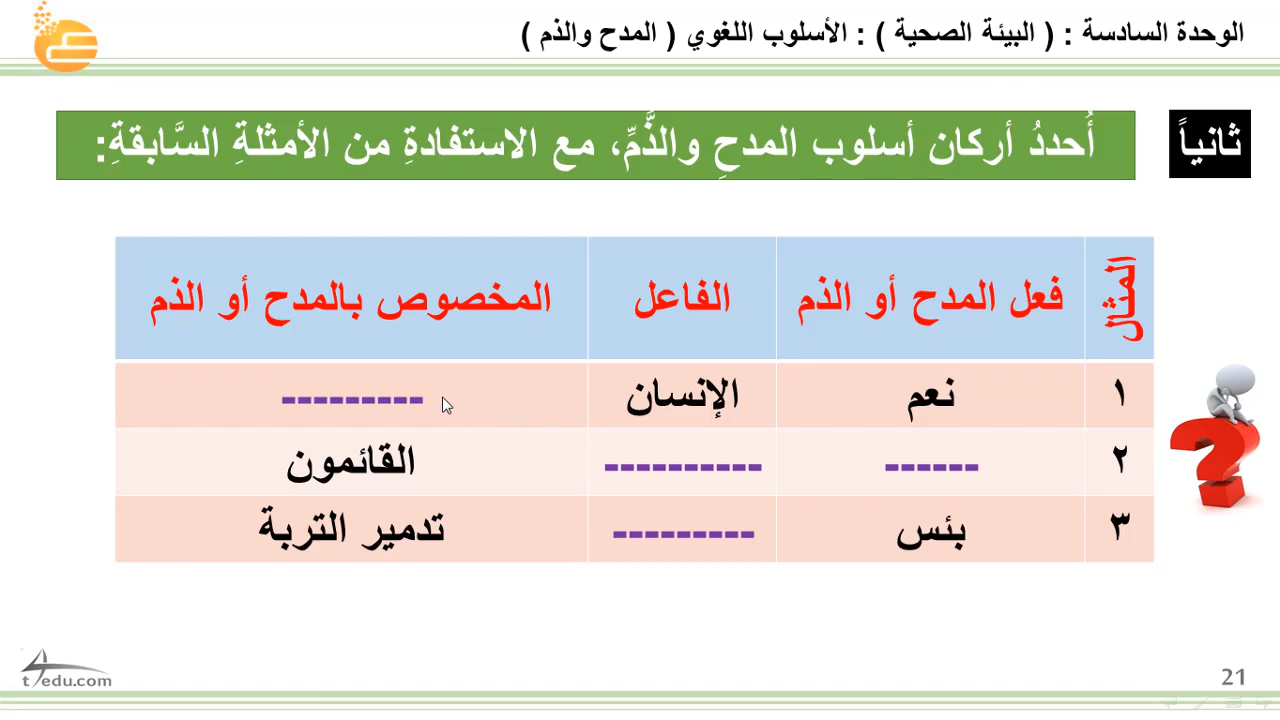 الوحدة السادسة : ( البيئة الصحية ) : الأسلوب اللغوي ( المدح والذم )
ثانياً
أُحددُ أركان أسلوب المدحِ والذَّمِّ، مع الاستفادةِ من الأمثلةِ السَّابقةِ:
المثال فعل المدح أو الذم الفاعل المخصوص بالمدح أو الذم
١ نعم الإنسان ---------
٢ ------ ---------- القائمون
٣ بئس --------- تدمير التربة
t4edu.com
21